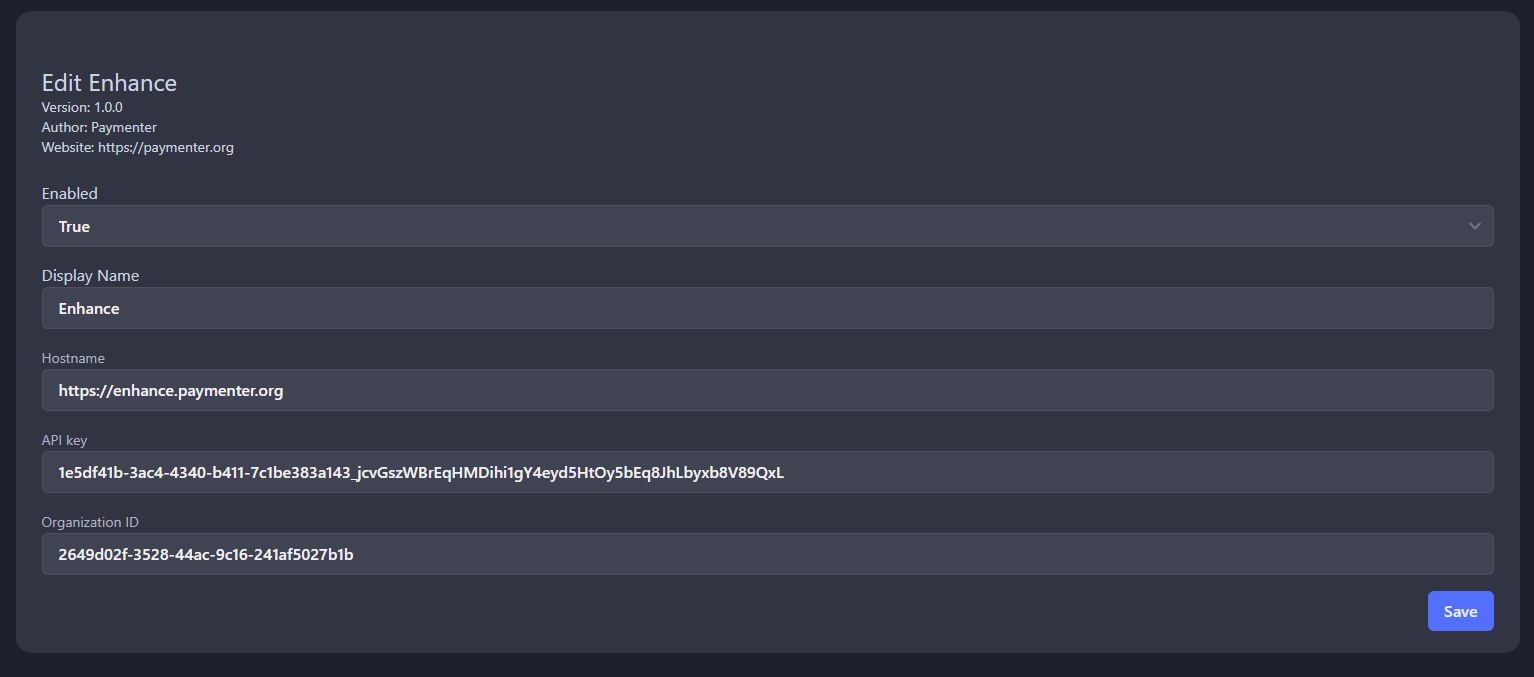 Edit Enhance
Version: 1.0.0
Author: Paymenter
Website: https://paymenter.org
Enabled
True
Display Name
Enhance
Hostname
https://enhance.paymenter.org
API key
1e5df41b-3ac4-4340-b411-7c1be383a143_jcvGszWBrEqHMDihi1gY4eyd5HtOy5bEq8JhLbyxb8V89QxL
Organization ID
2649d02f-3528-44ac-9c16-241af5027b1b
Save